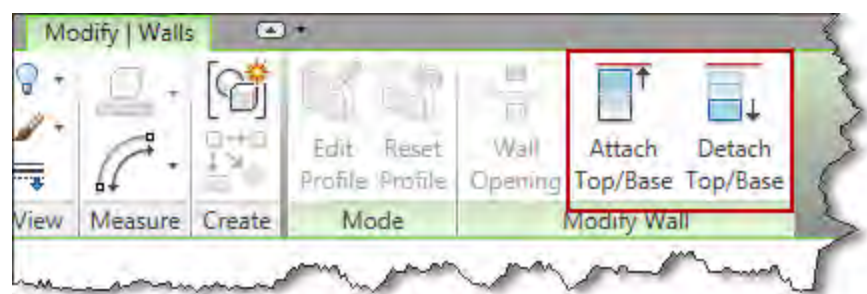 Modify | Walls
Edit Profile
Reset Profile
Wall Opening
Attach Top/Base
Detach Top/Base
View
Measure
Create
Mode
Modify Wall